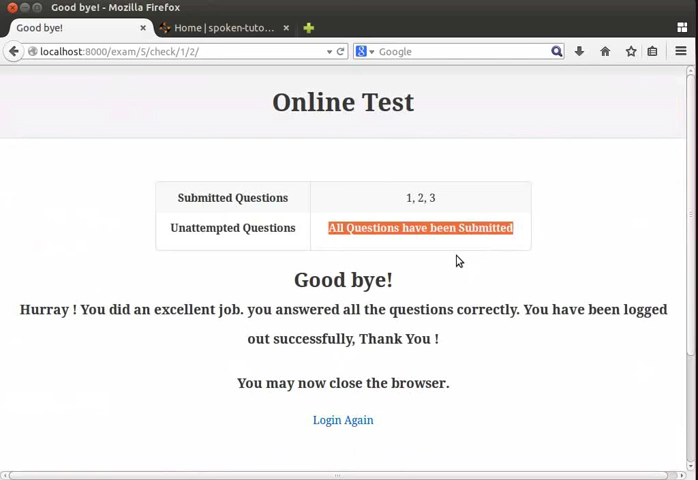 Good bye! - Mozilla Firefox
Good bye!
Home | spoken-tuto...
localhost:8000/exam/5/check/1/2/
Google
Online Test
Submitted Questions 1, 2, 3
Unattempted Questions All Questions have been Submitted
Good bye!
Hurray ! You did an excellent job. you answered all the questions correctly. You have been logged
out successfully, Thank You !
You may now close the browser.
Login Again